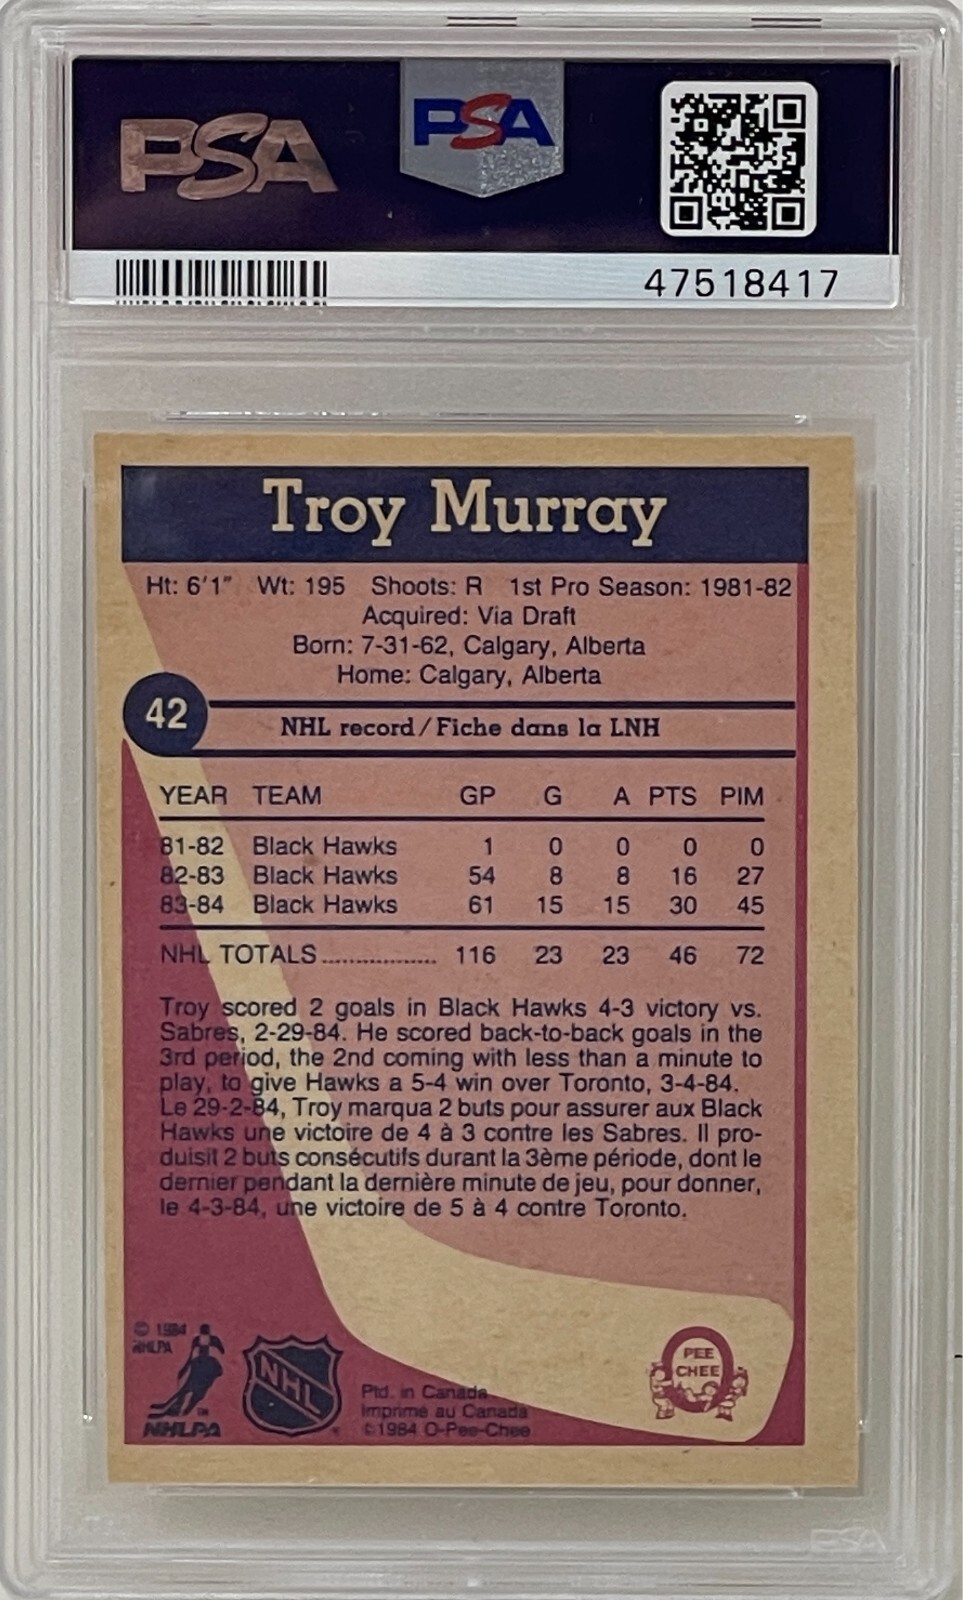 PSA
PSA
47518417
Troy Murray
Ht: 6'1" Wt: 195 Shoots: R 1st Pro Season: 1981-82
Acquired: Via Draft
Born: 7-31-62, Calgary, Alberta
Home: Calgary, Alberta
42
NHL record/Fiche dans la LNH
YEAR TEAM GP G A PTS PIM
81-82 Black Hawks 1 0 0 0 0
82-83 Black Hawks 54 8 8 16 27
83-84 Black Hawks 61 15 15 30 45
NHL TOTALS................. 116 23 23 46 72
Troy scored 2 goals in Black Hawks 4-3 victory vs.
Sabres, 2-29-84. He scored back-to-back goals in the
3rd period, the 2nd coming with less than a minute to
play, to give Hawks a 5-4 win over Toronto, 3-4-84.
Le 29-2-84, Troy marqua 2 buts pour assurer aux Black
Hawks une victoire de 4 à 3 contre les Sabres. Il pro-
duisit 2 buts consécutifs durant la 3ème période, dont le
dernier pendant la dernière minute de jeu, pour donner,
le 4-3-84, une victoire de 5 à 4 contre Toronto.
© 1984
NHLPA
TM
NHLPA
NHL
Ptd. in Canada
Imprimé au Canada
©1984 O-Pee-Chee
PEE
CHEE
PSA